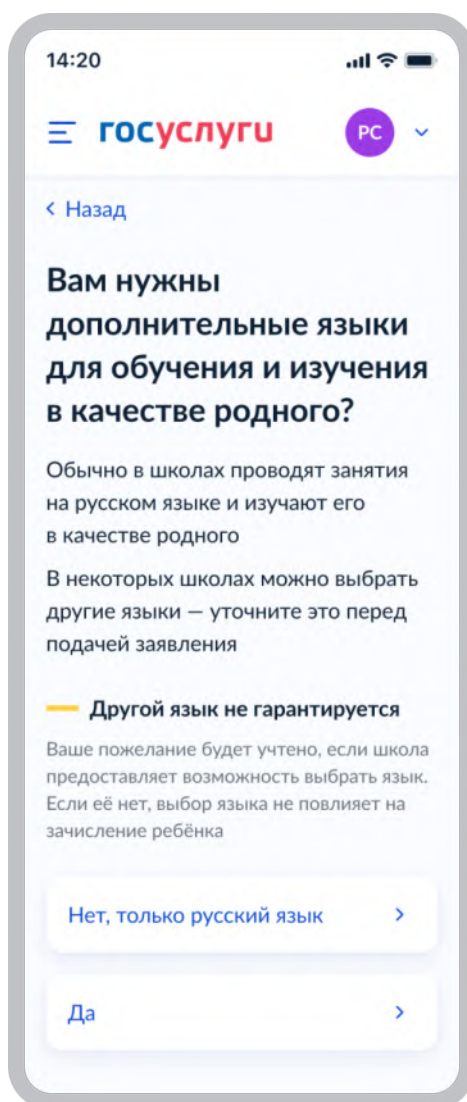 14:20
госуслуги
РС
Назад
Вам нужны
дополнительные языки
для обучения и изучения
в качестве родного?
Обычно в школах проводят занятия
на русском языке и изучают его
в качестве родного
В некоторых школах можно выбрать
другие языки — уточните это перед
подачей заявления
Другой язык не гарантируется
Ваше пожелание будет учтено, если школа
предоставляет возможность выбрать язык.
Если её нет, выбор языка не повлияет на
зачисление ребёнка
Нет, только русский язык
Да